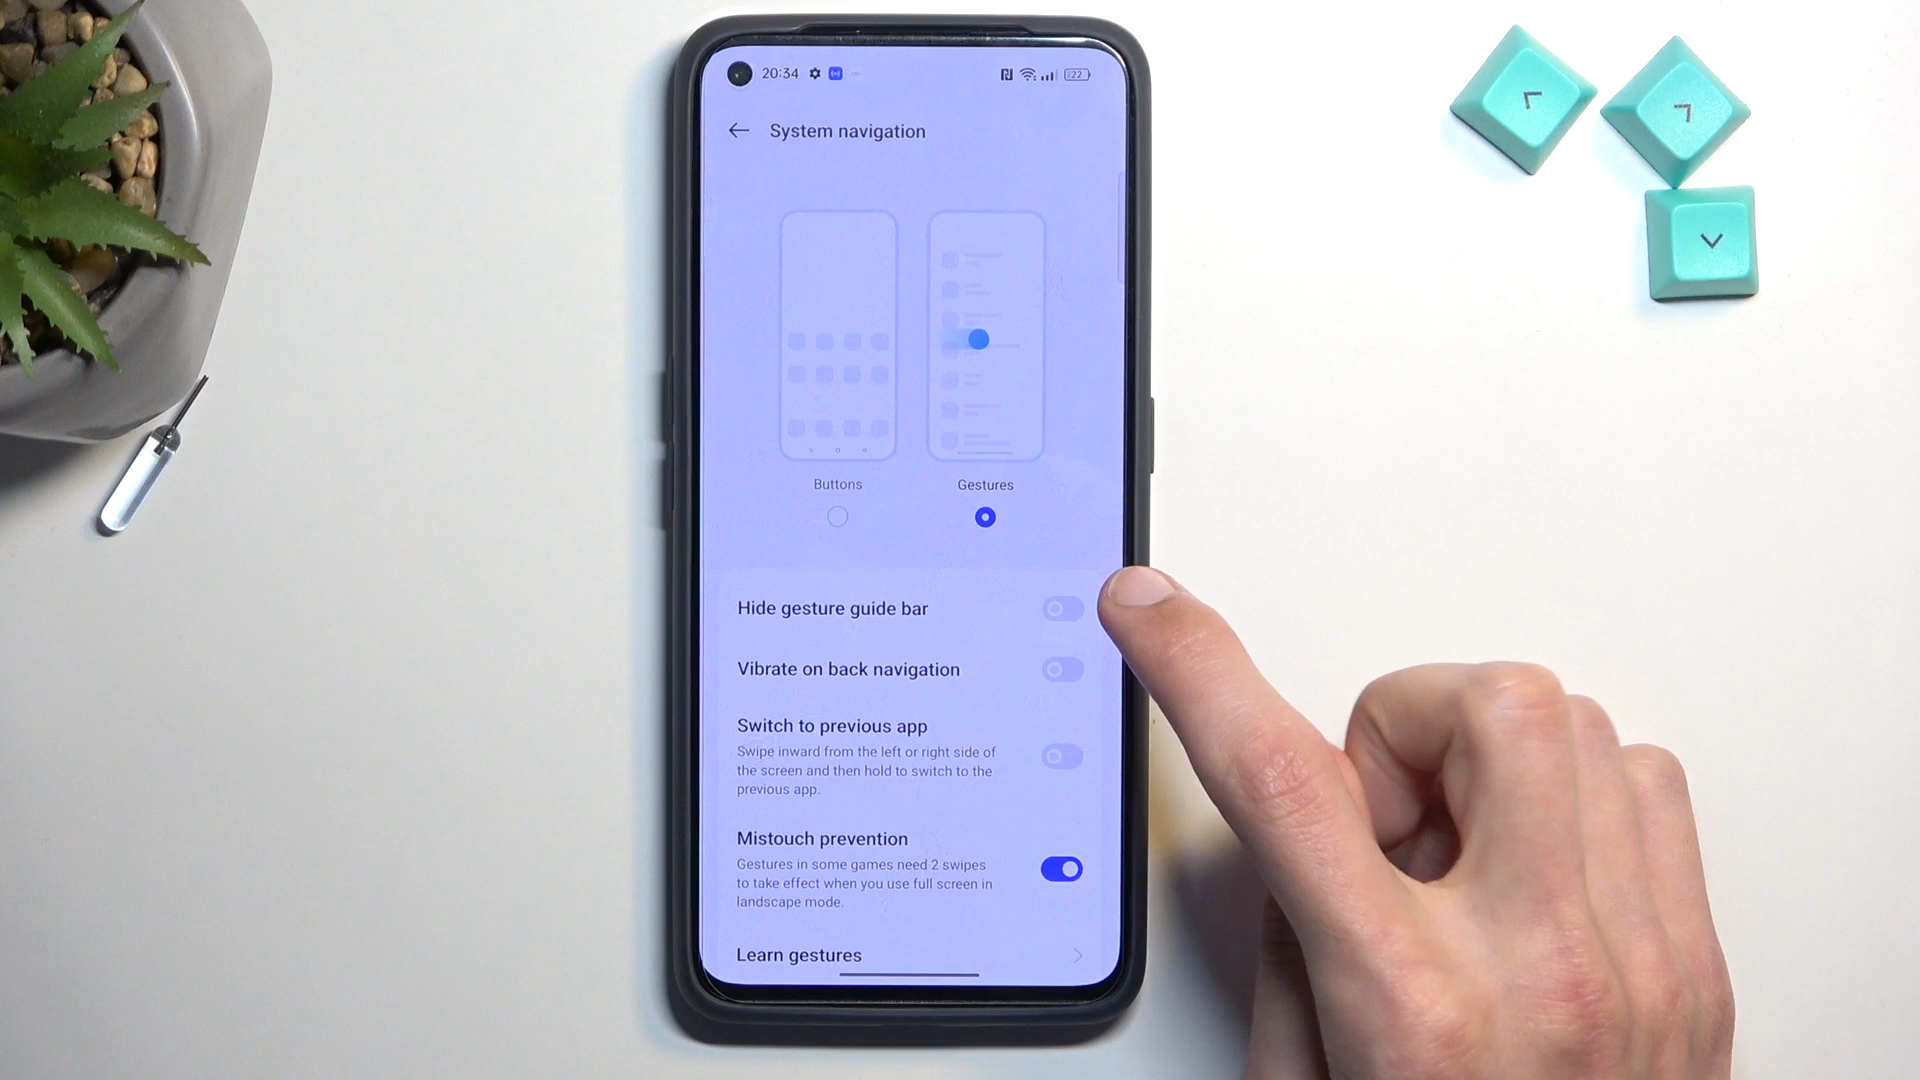 20:34
22
System navigation
Buttons
Gestures
Hide gesture guide bar
Vibrate on back navigation
Switch to previous app
Swipe inward from the left or right side of
the screen and then hold to switch to the
previous app.
Mistouch prevention
Gestures in some games need 2 swipes
to take effect when you use full screen in
landscape mode.
Learn gestures